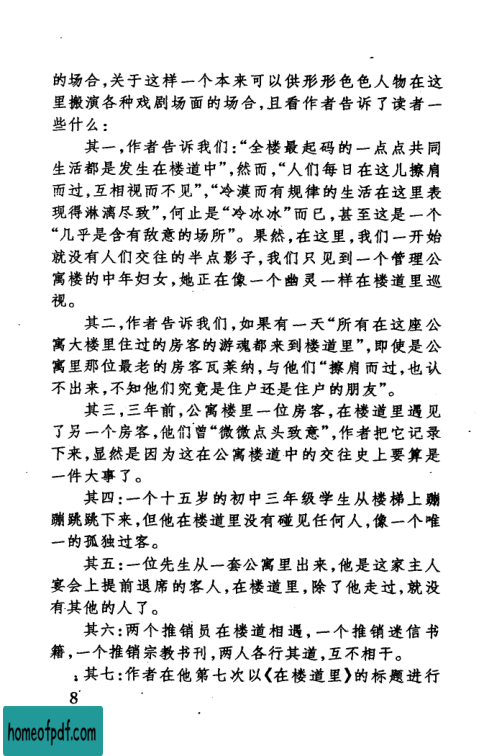 的场合,关于这样一个本来可以供形形色色人物在这
里搬演各种戏剧场面的场合,且看作者告诉了读者一
些什么:
其一,作者告诉我们:“全楼最起码的一点点共同
生活都是发生在楼道中”,然而,“人们每日在这儿擦肩
而过,互相视而不见”,“冷漠而有规律的生活在这里表
现得淋漓尽致”,何止是“冷冰冰”而已,甚至这是一个
“几乎是含有敌意的场所”。果然,在这里,我们一开始
就没有人们交往的半点影子,我们只见到一个管理公
寓楼的中年妇女,她正在像一个幽灵一样在楼道里巡
视。
其二,作者告诉我们,如果有一天“所有在这座公
寓大楼里住过的房客的游魂都来到楼道里”,即使是公
寓里那位最老的房客瓦莱纳,与他们“擦肩而过,也认
不出来,不知他们究竟是住户还是住户的朋友”。
其三,三年前,公寓楼里一位房客,在楼道里遇见
了另一个房客,他们曾“微微点头致意”,作者把它记录
下来,显然是因为这在公寓楼道中的交往史上要算是
一件大事了。
其四:一个十五岁的初中三年级学生从楼梯上蹦
蹦跳跳下来,但他在楼道里没有碰见任何人,像一个唯
一的孤独过客。
其五:一位先生从一套公寓里出来,他是这家主人
宴会上提前退席的客人,在楼道里,除了他走过,就没
有其他的人了。
其六:两个推销员在楼道相遇,一个推销迷信书
籍,一个推销宗教书刊,两人各行其道,互不相干。
其七:作者在他第七次以《在楼道里》的标题进行
8
homeofpdf.com